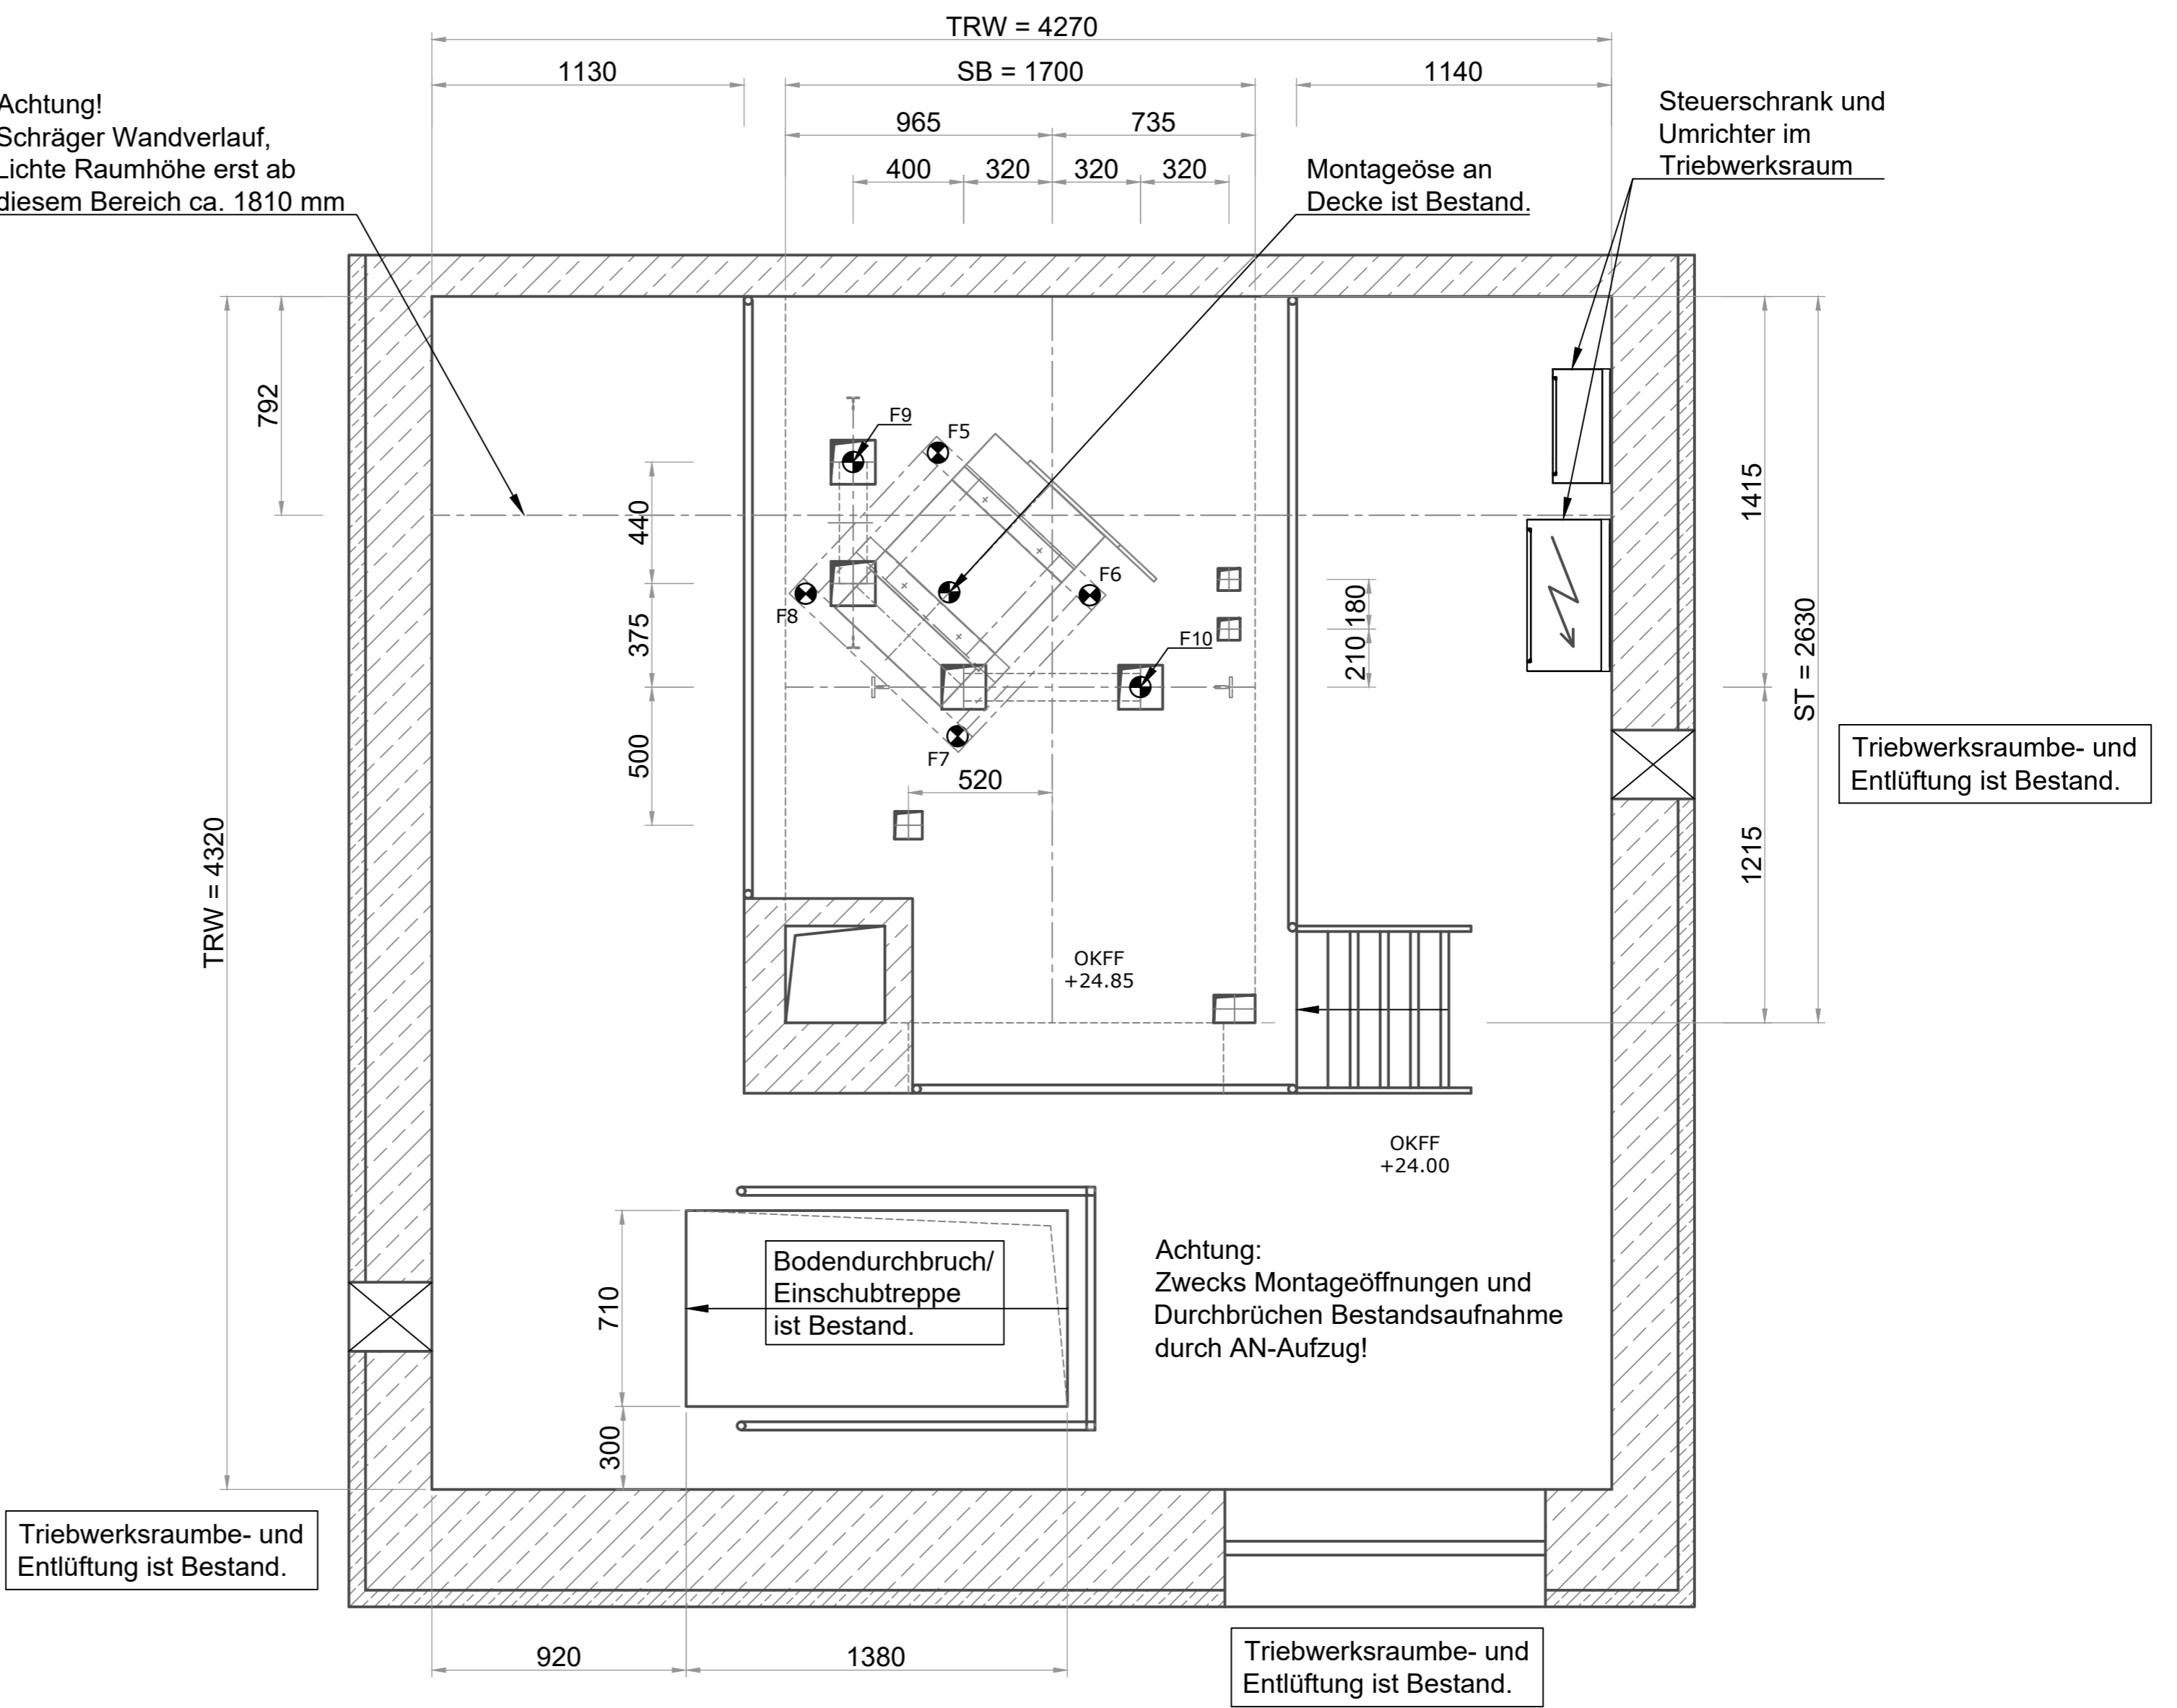 TRW = 4270
1130
SB = 1700
1140
965
735
400
320
320
320
Achtung!
Schräger Wandverlauf,
Lichte Raumhöhe erst ab
diesem Bereich ca. 1810 mm
Montageöse an
Decke ist Bestand.
Steuerschrank und
Umrichter im
Triebwerksraum
792
F9
F5
440
1415
F8
F6
375
180
210
F10
ST = 2630
F7
500
520
Triebwerksraumbe- und
Entlüftung ist Bestand.
TRW = 4320
1215
OKFF
+24.85
OKFF
+24.00
Bodendurchbruch/
Einschubtreppe
ist Bestand.
710
Achtung:
Zwecks Montageöffnungen und
Durchbrüchen Bestandsaufnahme
durch AN-Aufzug!
300
Triebwerksraumbe- und
Entlüftung ist Bestand.
920
1380
Triebwerksraumbe- und
Entlüftung ist Bestand.